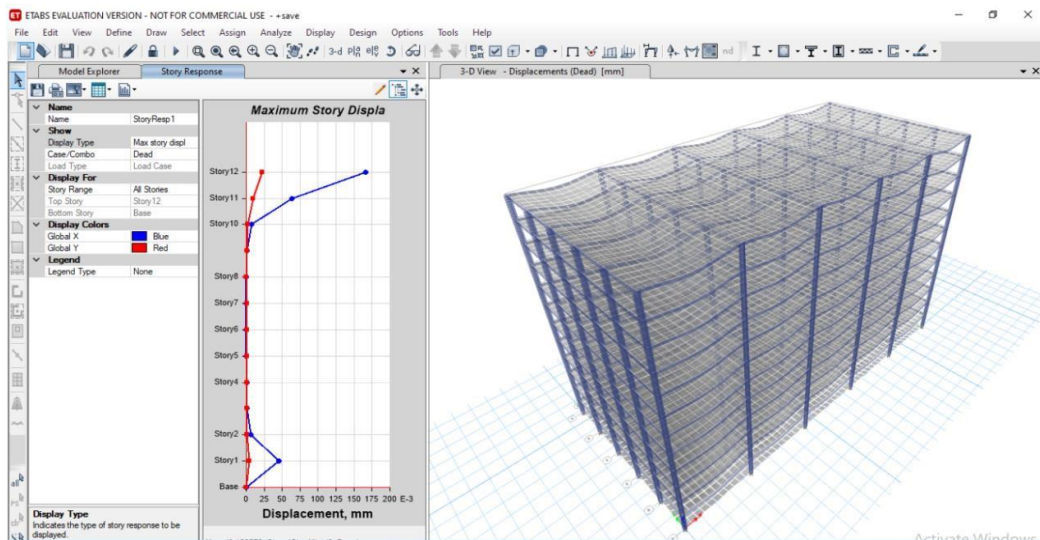 ETABS EVALUATION VERSION - NOT FOR COMMERCIAL USE - +save
File Edit View Define Draw Select Assign Analyze Display Design Options Tools Help
3-d
nd
Model Explorer Story Response
3-D View - Displacements (Dead) [mm]
Name
Name StoryResp1
Show
Display Type Max story displ
Case/Combo Dead
Load Type Load Case
Display For
Story Range All Stories
Top Story Story12
Bottom Story Base
Display Colors
Global X Blue
Global Y Red
Legend
Legend Type None
Maximum Story Displa
Story12
Story11
Story10
Story8
Story7
Story6
Story5
Story4
Story2
Story1
Base
0 25 50 75 100 125 150 175 200 E-3
Displacement, mm
all
Display Type
Indicates the type of story response to be
displayed.
Activate Windows